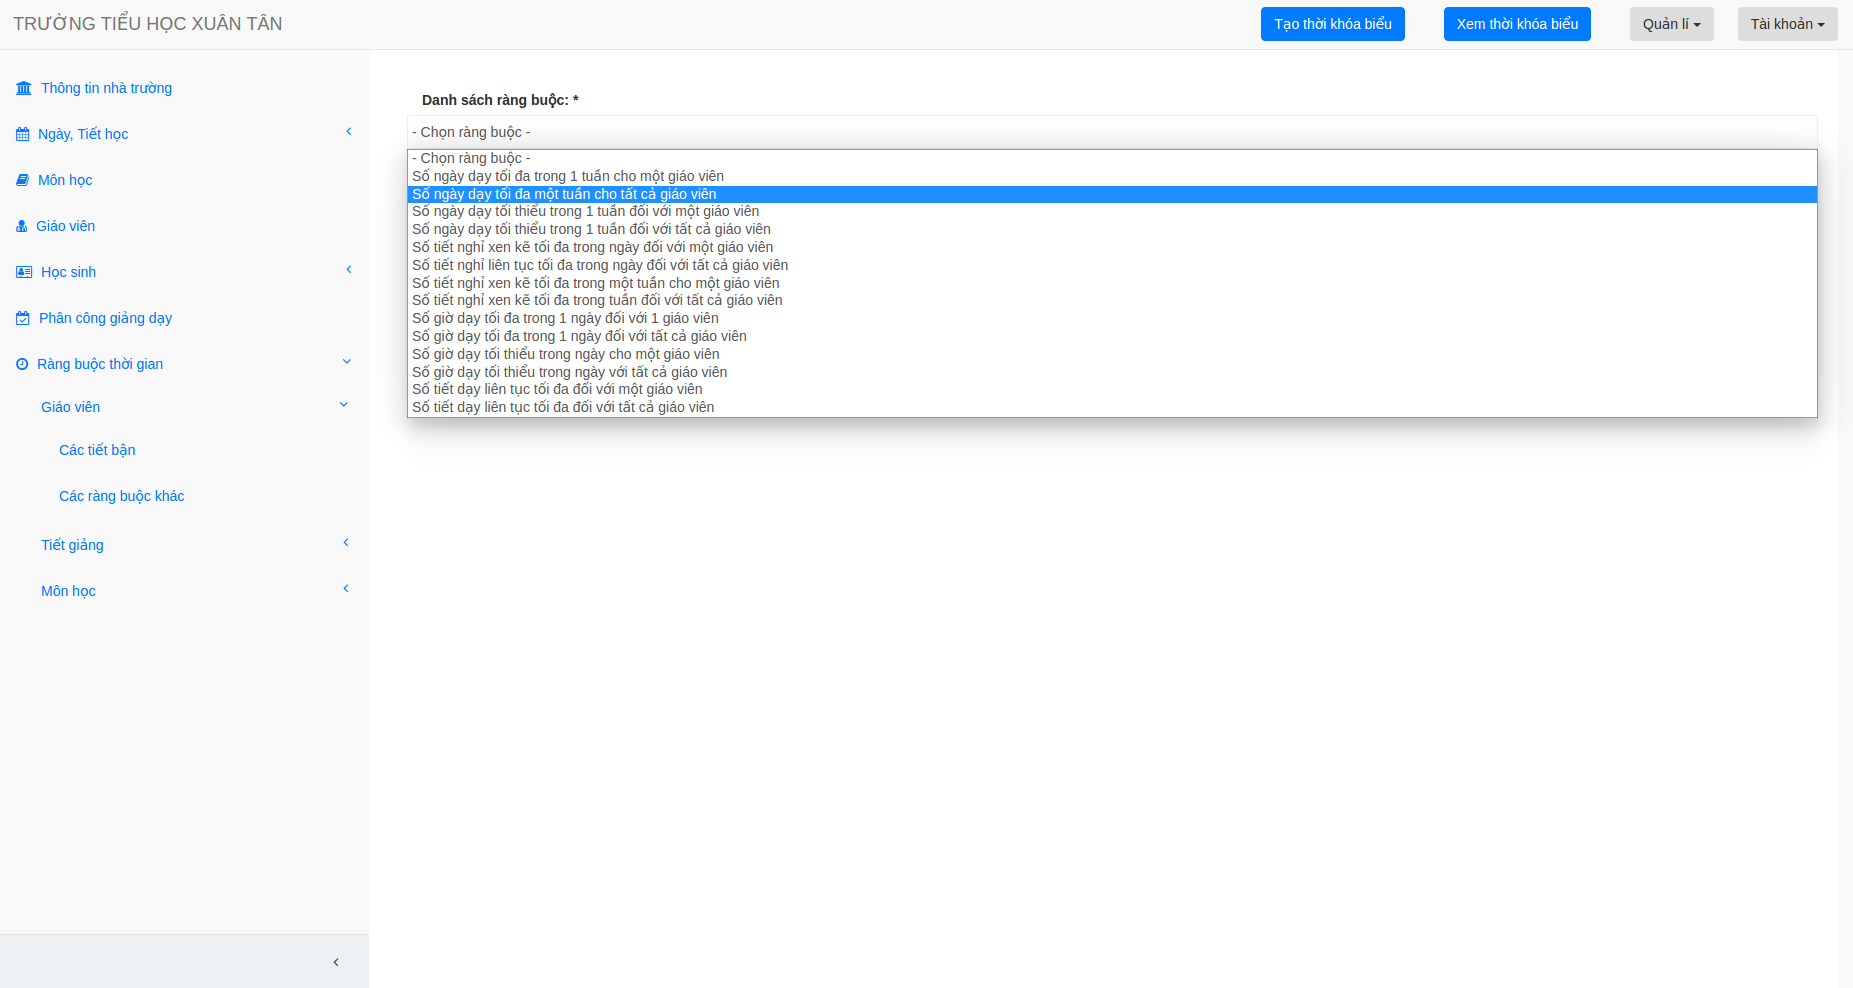 TRƯỜNG TIỂU HỌC XUÂN TÂN
Tạo thời khóa biểu
Xem thời khóa biểu
Quản lí
Tài khoản
Thông tin nhà trường
Ngày, Tiết học
Môn học
Giáo viên
Học sinh
Phân công giảng dạy
Ràng buộc thời gian
Giáo viên
Các tiết bận
Các ràng buộc khác
Tiết giảng
Môn học
Danh sách ràng buộc: *
- Chọn ràng buộc -
- Chọn ràng buộc -
Số ngày dạy tối đa trong 1 tuần cho một giáo viên
Số ngày dạy tối đa một tuần cho tất cả giáo viên
Số ngày dạy tối thiểu trong 1 tuần đối với một giáo viên
Số ngày dạy tối thiểu trong 1 tuần đối với tất cả giáo viên
Số tiết nghỉ xen kẽ tối đa trong ngày đối với một giáo viên
Số tiết nghỉ liên tục tối đa trong ngày đối với tất cả giáo viên
Số tiết nghỉ xen kẽ tối đa trong một tuần cho một giáo viên
Số tiết nghỉ xen kẽ tối đa trong tuần đối với tất cả giáo viên
Số giờ dạy tối đa trong 1 ngày đối với 1 giáo viên
Số giờ dạy tối đa trong 1 ngày đối với tất cả giáo viên
Số giờ dạy tối thiểu trong ngày cho một giáo viên
Số giờ dạy tối thiểu trong ngày với tất cả giáo viên
Số tiết dạy liên tục tối đa đối với một giáo viên
Số tiết dạy liên tục tối đa đối với tất cả giáo viên